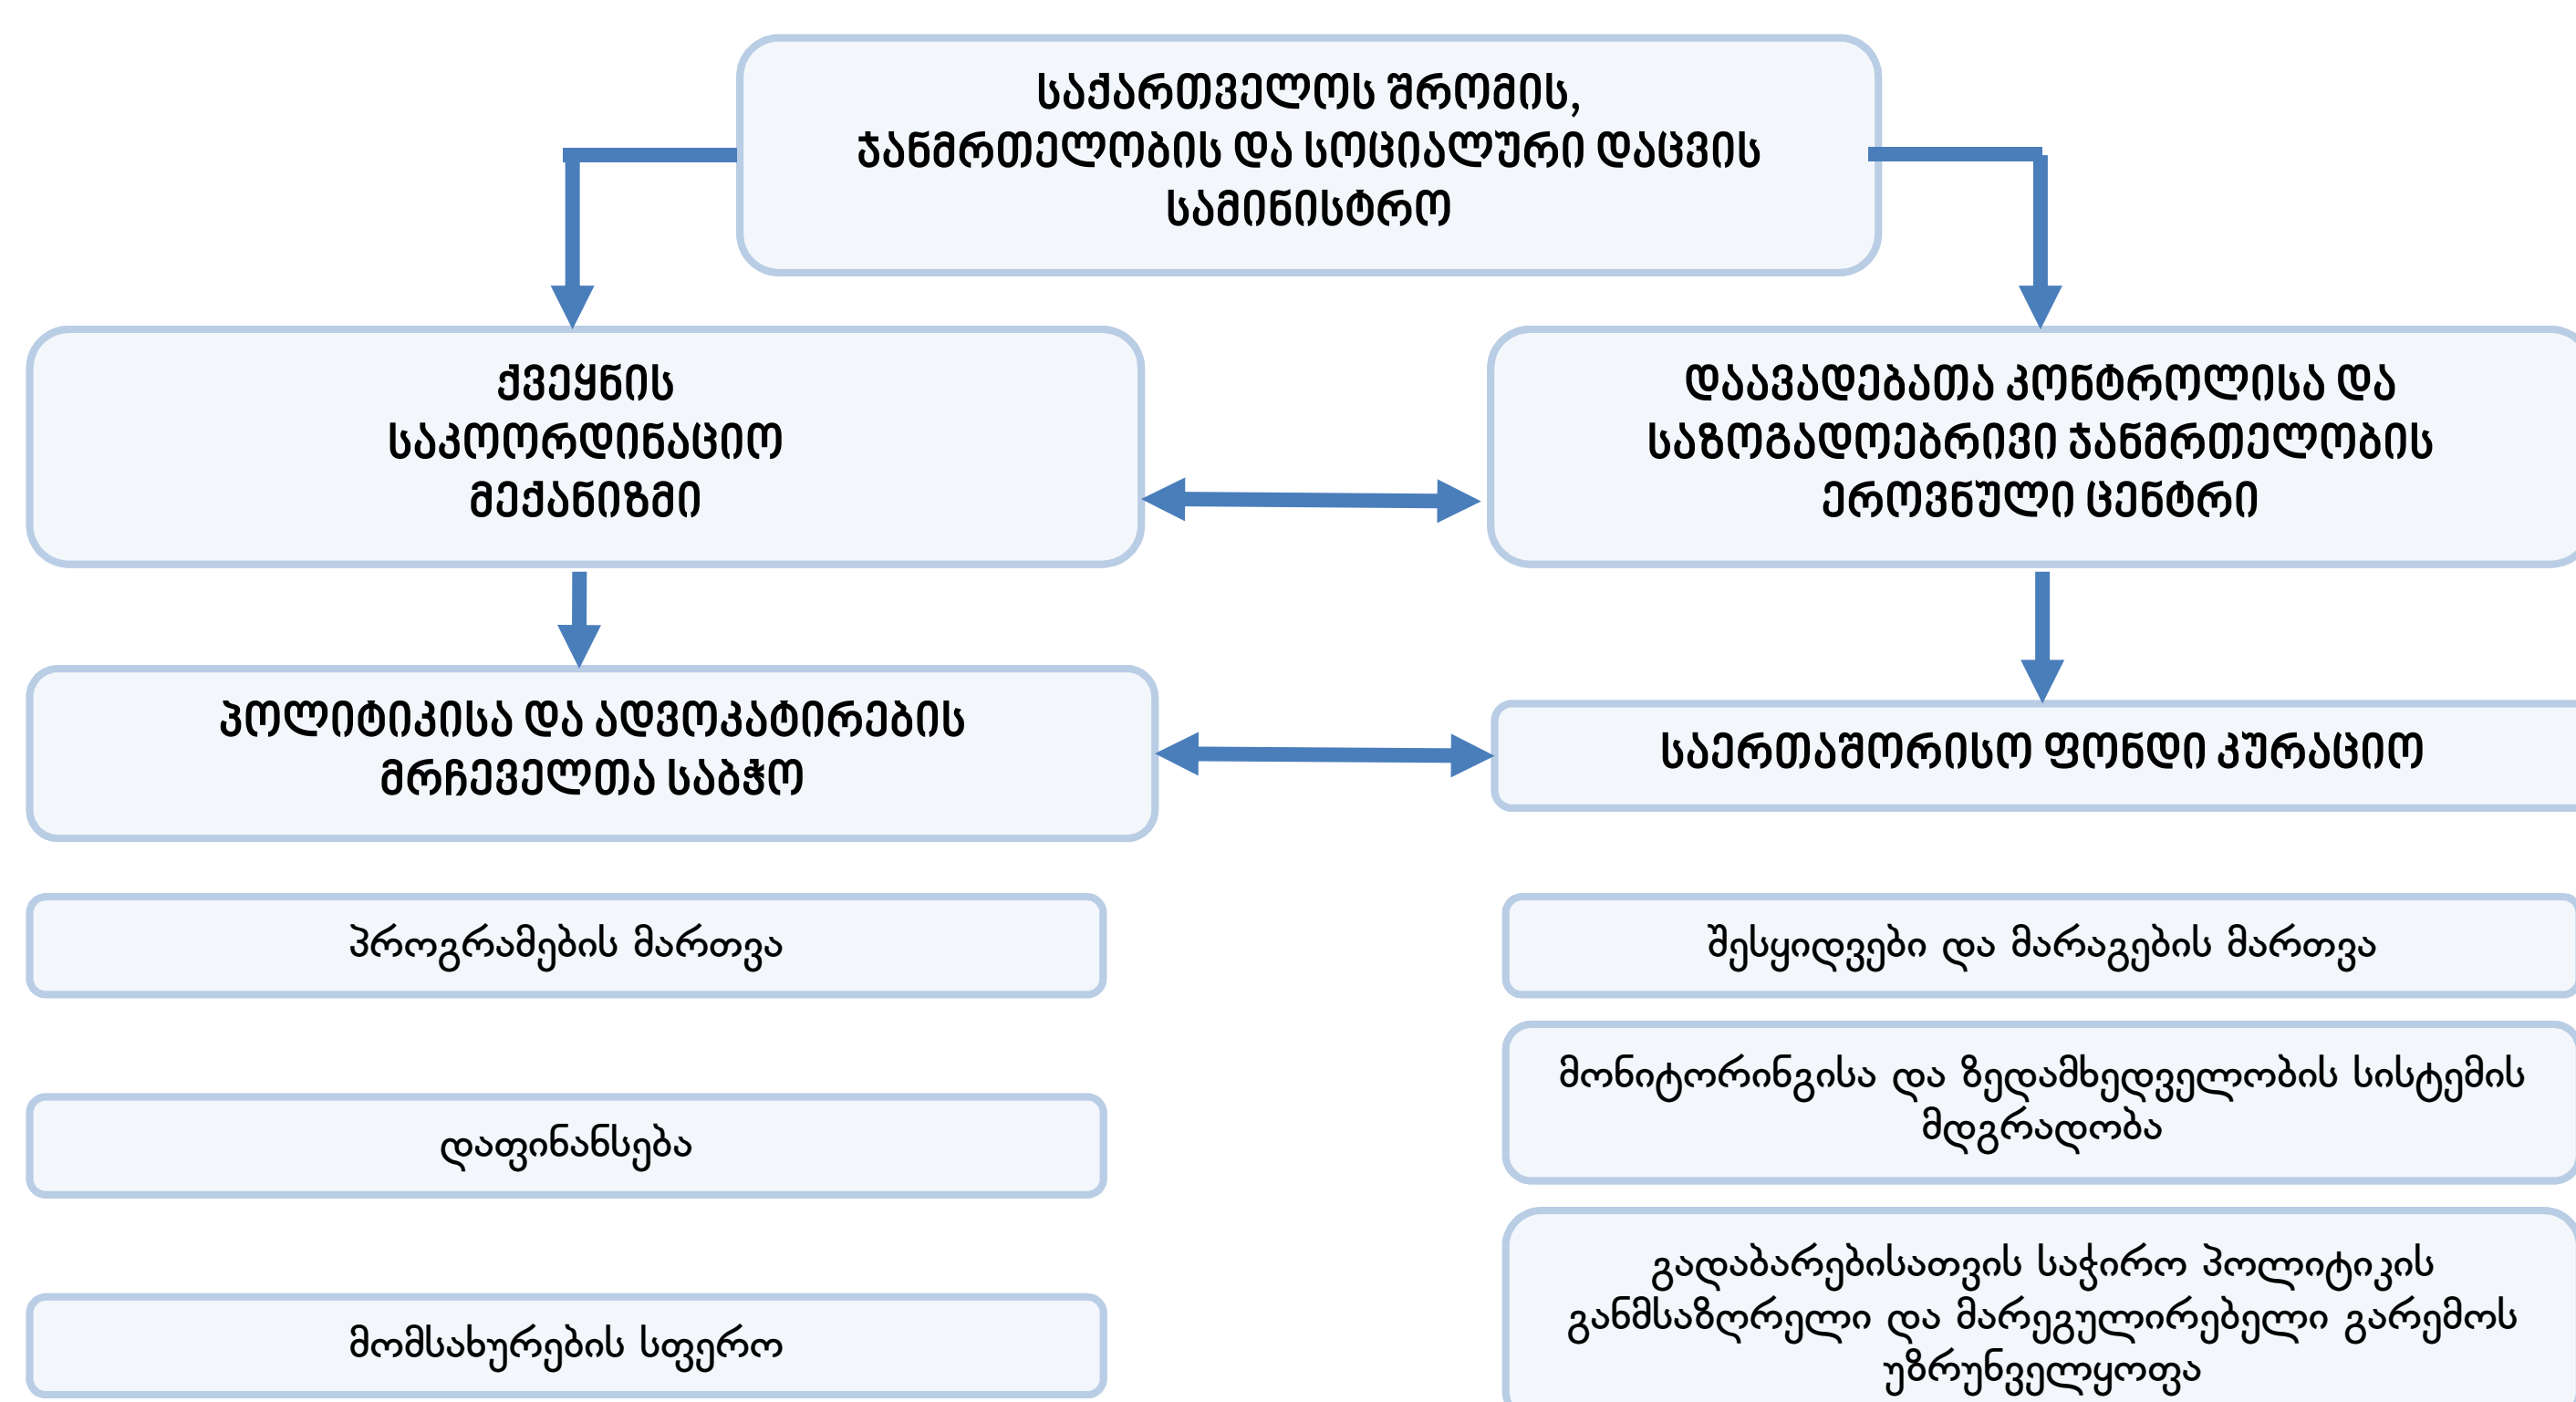 საქართველოს შრომის,
ჯანმრთელობის და სოციალური დაცვის
სამინისტრო
ქვეყნის
საკოორდინაციო
მექანიზმი
დაავადებათა კონტროლისა და
საზოგადოებრივი ჯანმრთელობის
ეროვნული ცენტრი
პოლიტიკისა და ადვოკატირების
მრჩეველთა საბჭო
საერთაშორისო ფონდი კურაციო
პროგრამების მართვა
შესყიდვები და მარაგების მართვა
მონიტორინგისა და ზედამხედველობის სისტემის
მდგრადობა
დაფინანსება
გადაბარებისათვის საჭირო პოლიტიკის
განმსაზღრელი და მარეგულირებელი გარემოს
უზრუნველყოფა
მომსახურების სფერო